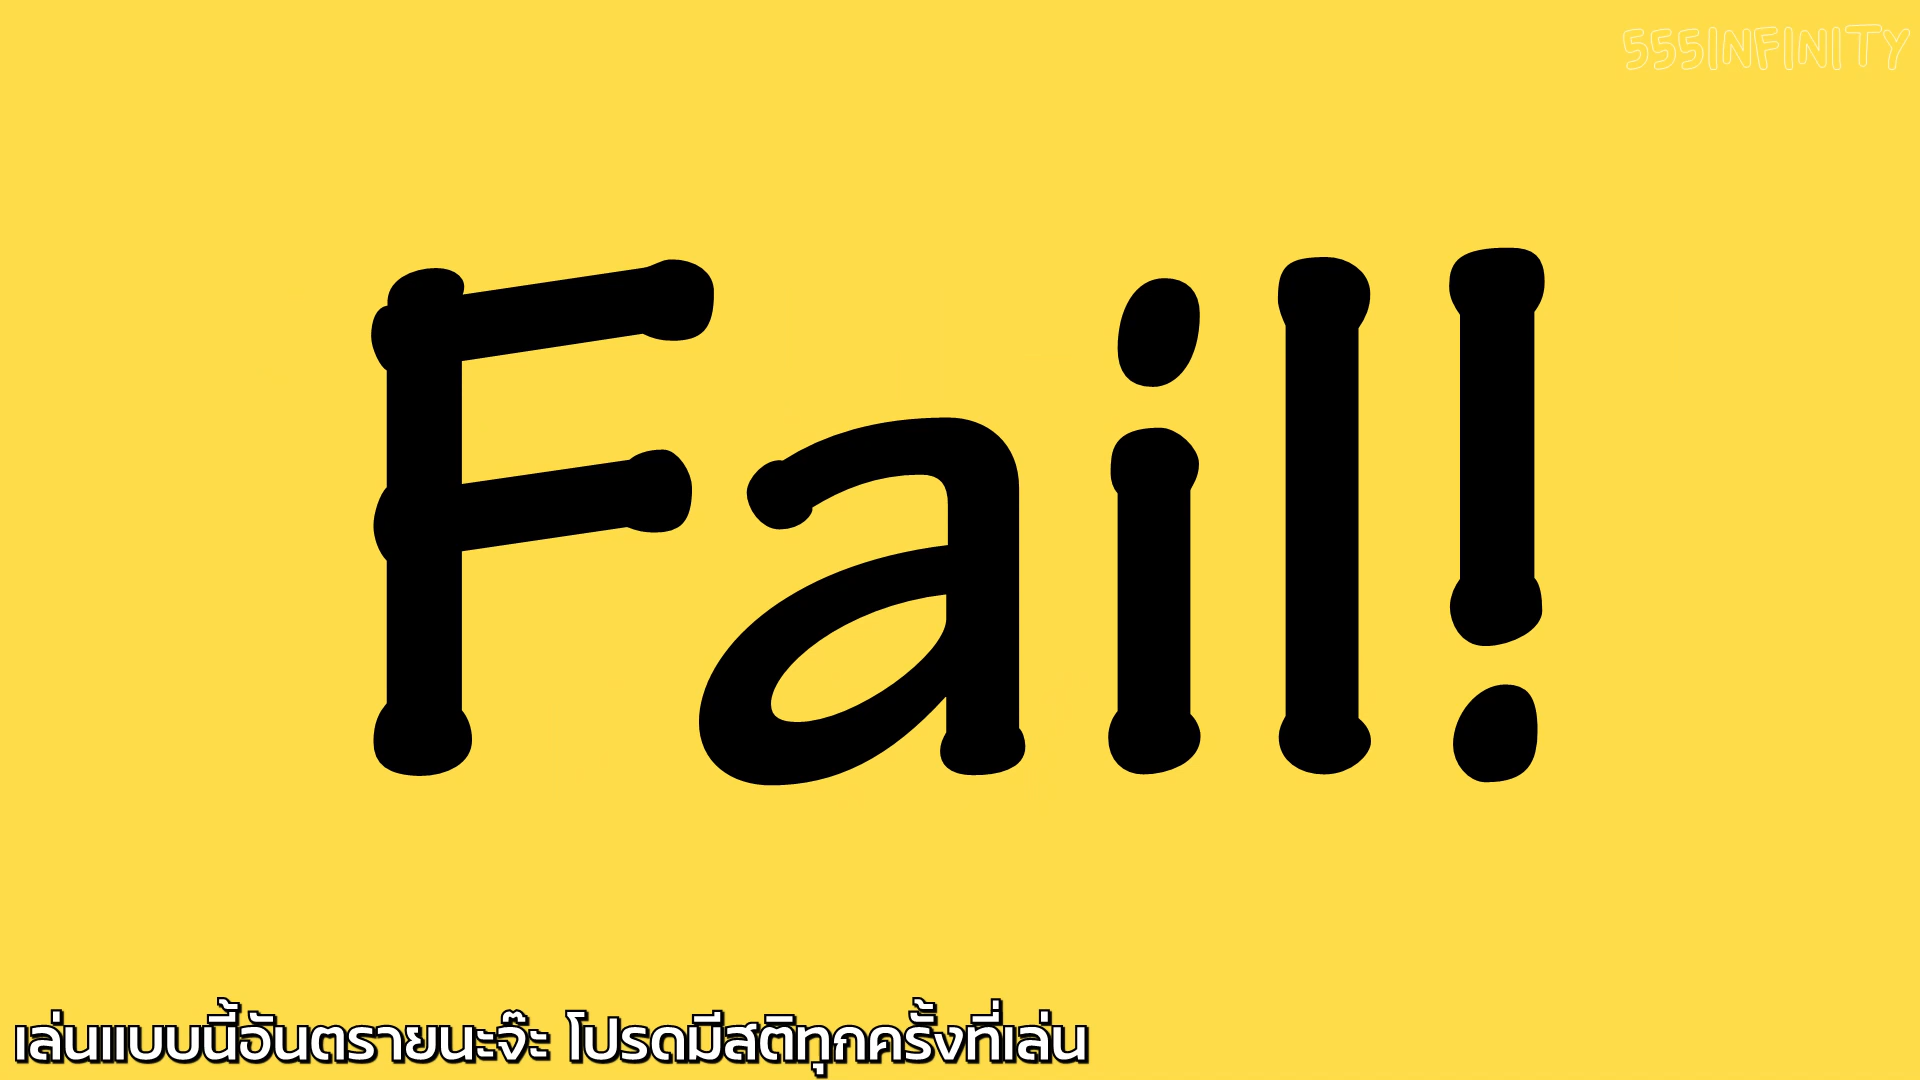 555INFINITY
Fail!
เล่นแบบนี้อันตรายนะจ๊ะ โปรดมีสติทุกครั้งที่เล่น